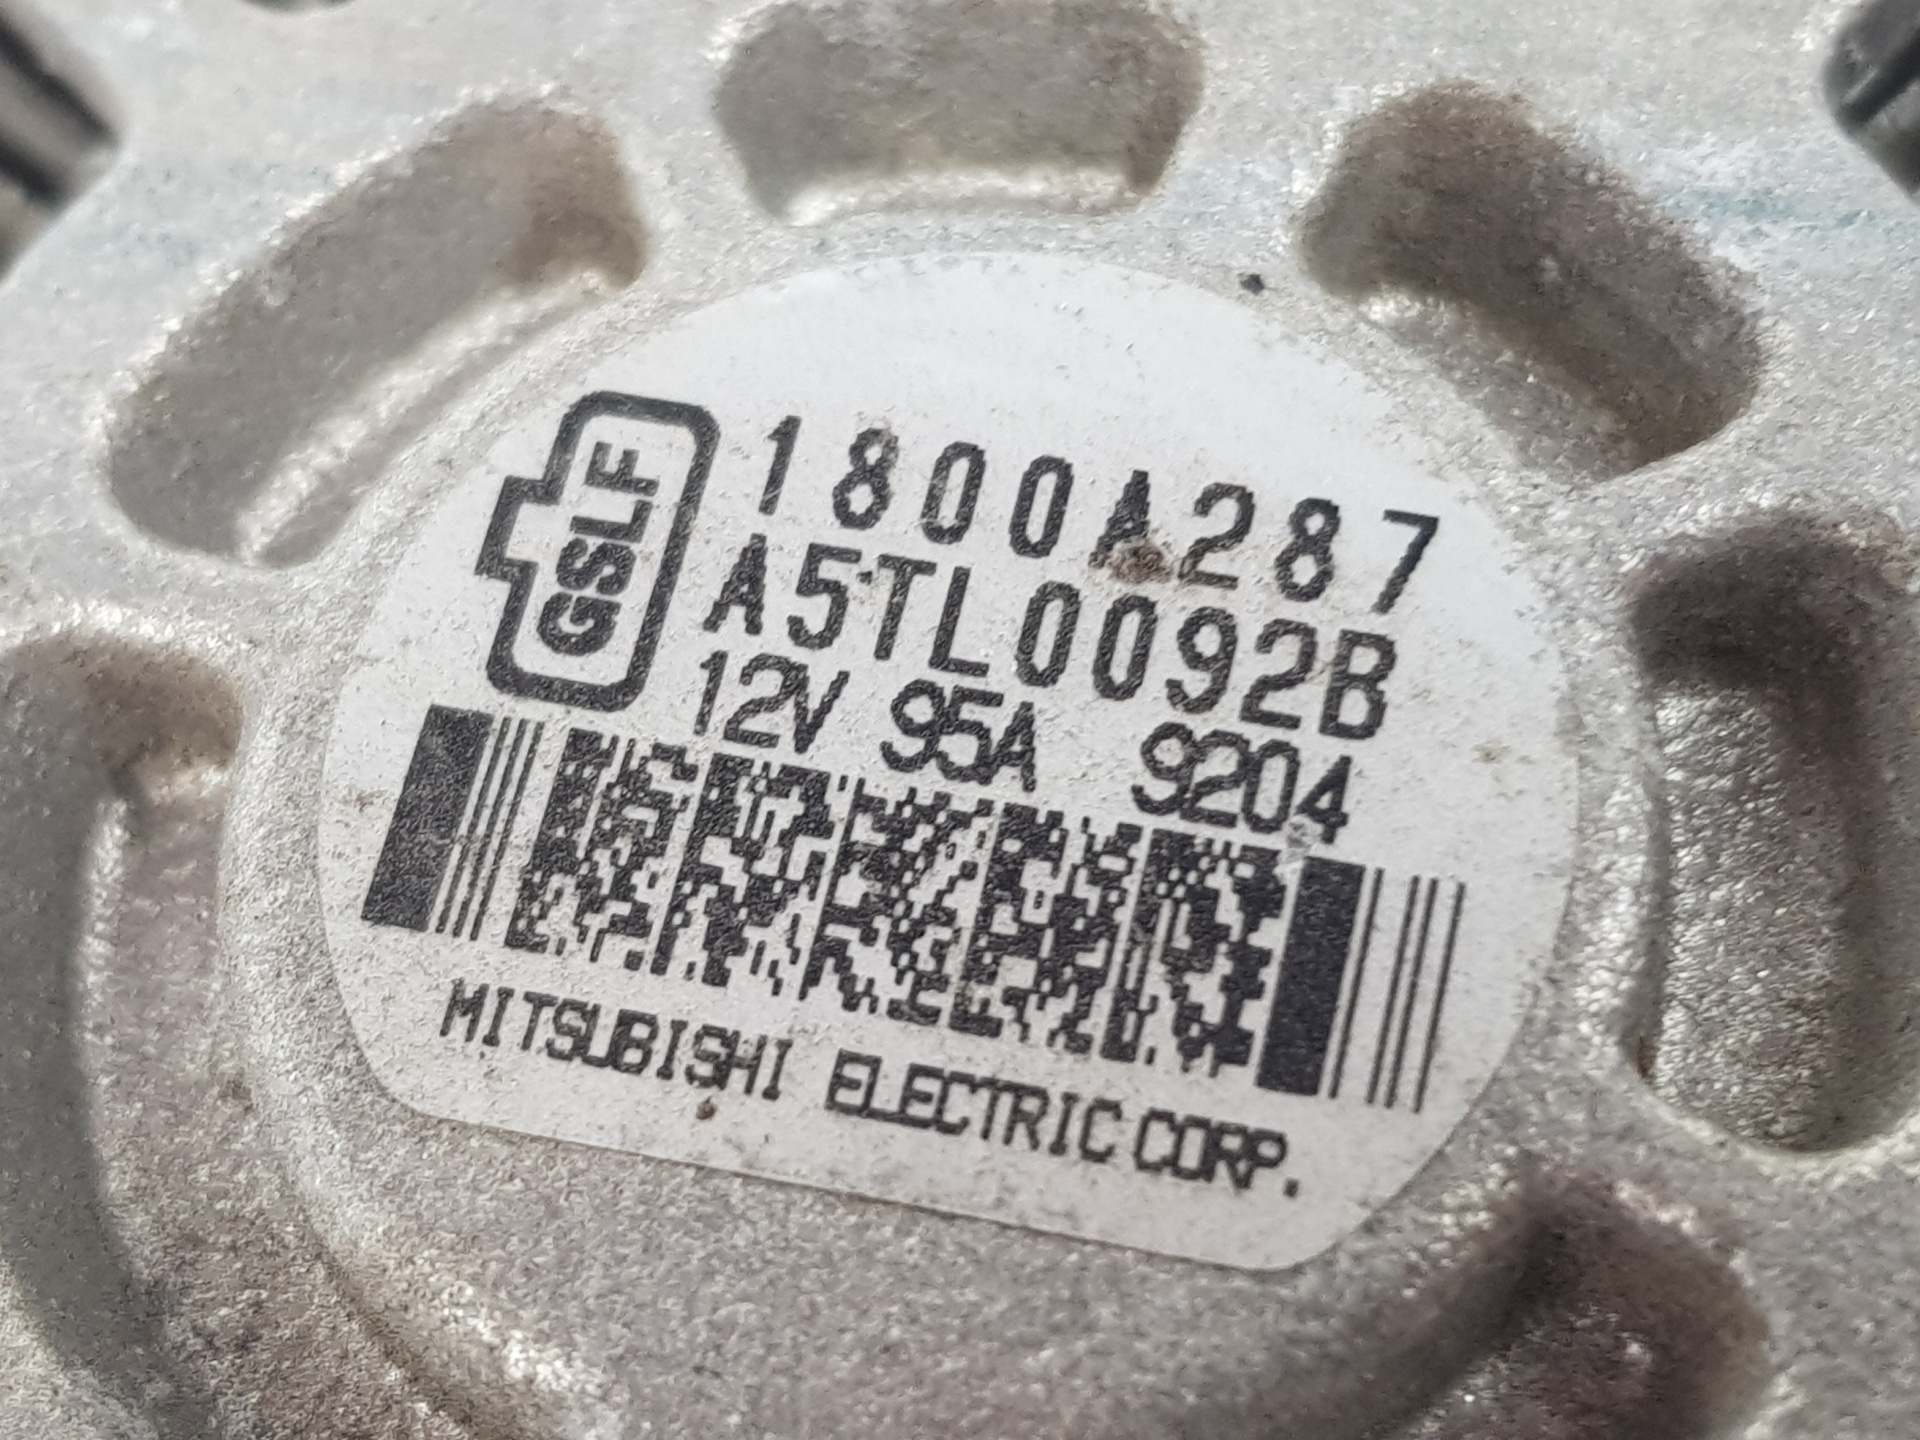 GSLF
1800A287
A5TL0092B
12V 95A 9204
MITSUBISHI ELECTRIC CORP.